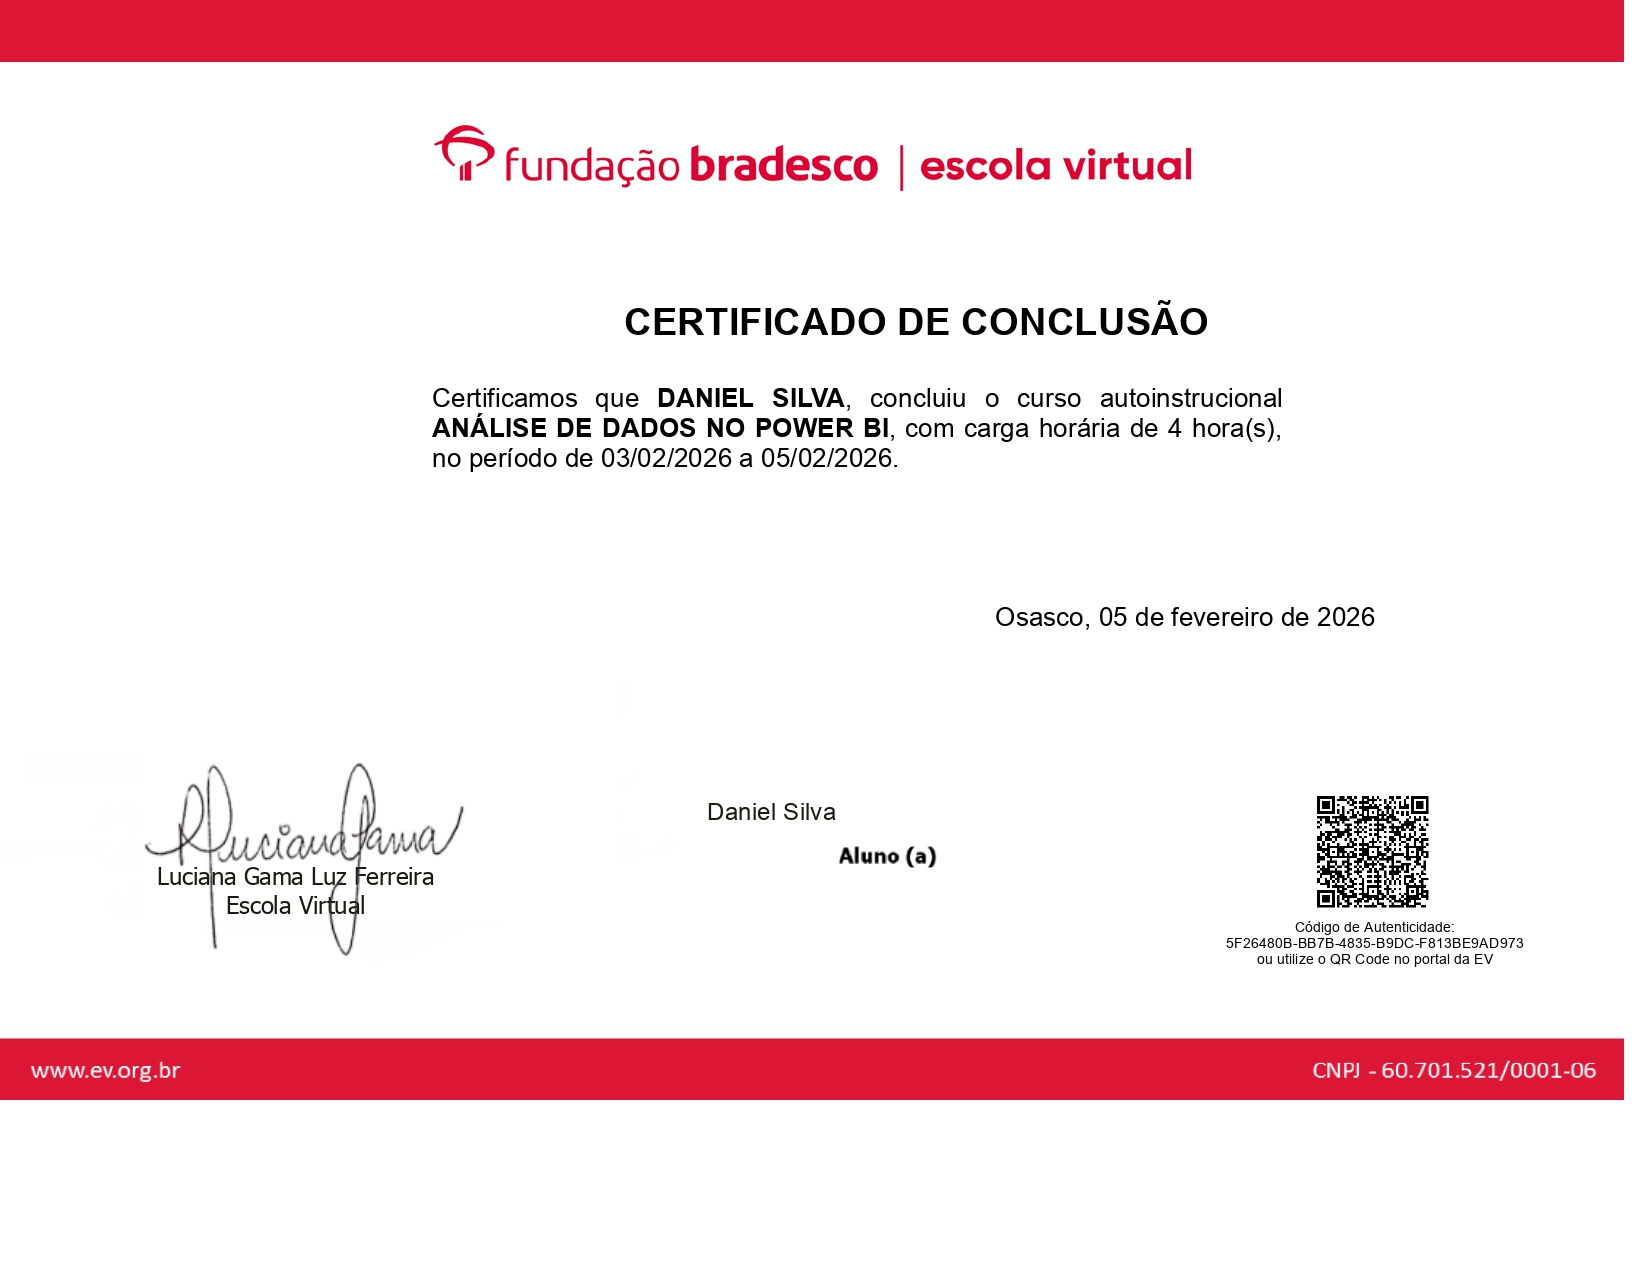 fundação bradesco | escola virtual
CERTIFICADO DE CONCLUSÃO
Certificamos que DANIEL SILVA, concluiu o curso autoinstrucional
ANÁLISE DE DADOS NO POWER BI, com carga horária de 4 hora(s),
no período de 03/02/2026 a 05/02/2026.
Osasco, 05 de fevereiro de 2026
Luciana Gama
Luciana Gama Luz Ferreira
Escola Virtual
Daniel Silva
Aluno (a)
Código de Autenticidade:
5F26480B-BB7B-4835-B9DC-F813BE9AD973
ou utilize o QR Code no portal da EV
www.ev.org.br
CNPJ - 60.701.521/0001-06